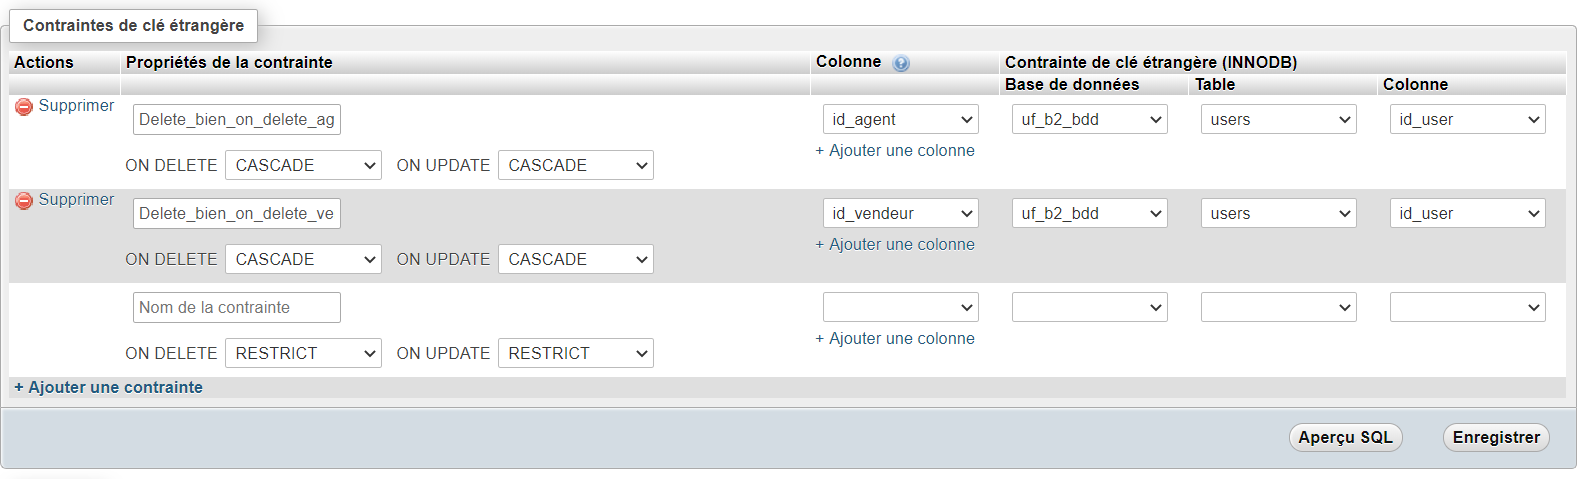 Contraintes de clé étrangère
Actions Propriétés de la contrainte Colonne Contrainte de clé étrangère (INNODB)
Base de données Table Colonne
Supprimer Delete_bien_on_delete_ag id_agent uf_b2_bdd users id_user
+ Ajouter une colonne
ON DELETE CASCADE ON UPDATE CASCADE
Supprimer Delete_bien_on_delete_ve id_vendeur uf_b2_bdd users id_user
+ Ajouter une colonne
ON DELETE CASCADE ON UPDATE CASCADE
Nom de la contrainte
+ Ajouter une colonne
ON DELETE RESTRICT ON UPDATE RESTRICT
+ Ajouter une contrainte
Aperçu SQL Enregistrer